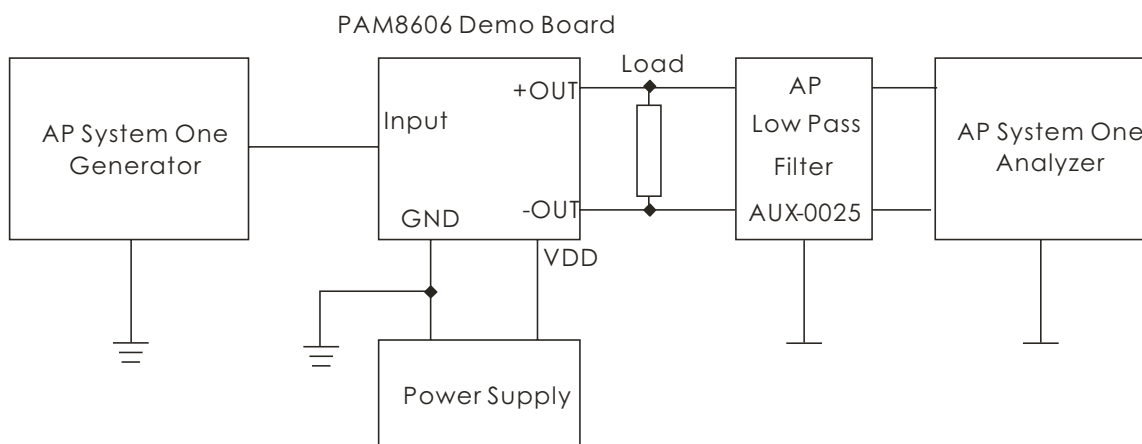 PAM8606 Demo Board
AP System One
Generator
Input
+OUT
-OUT
GND
VDD
Load
AP
Low Pass
Filter
AUX-0025
AP System One
Analyzer
Power Supply